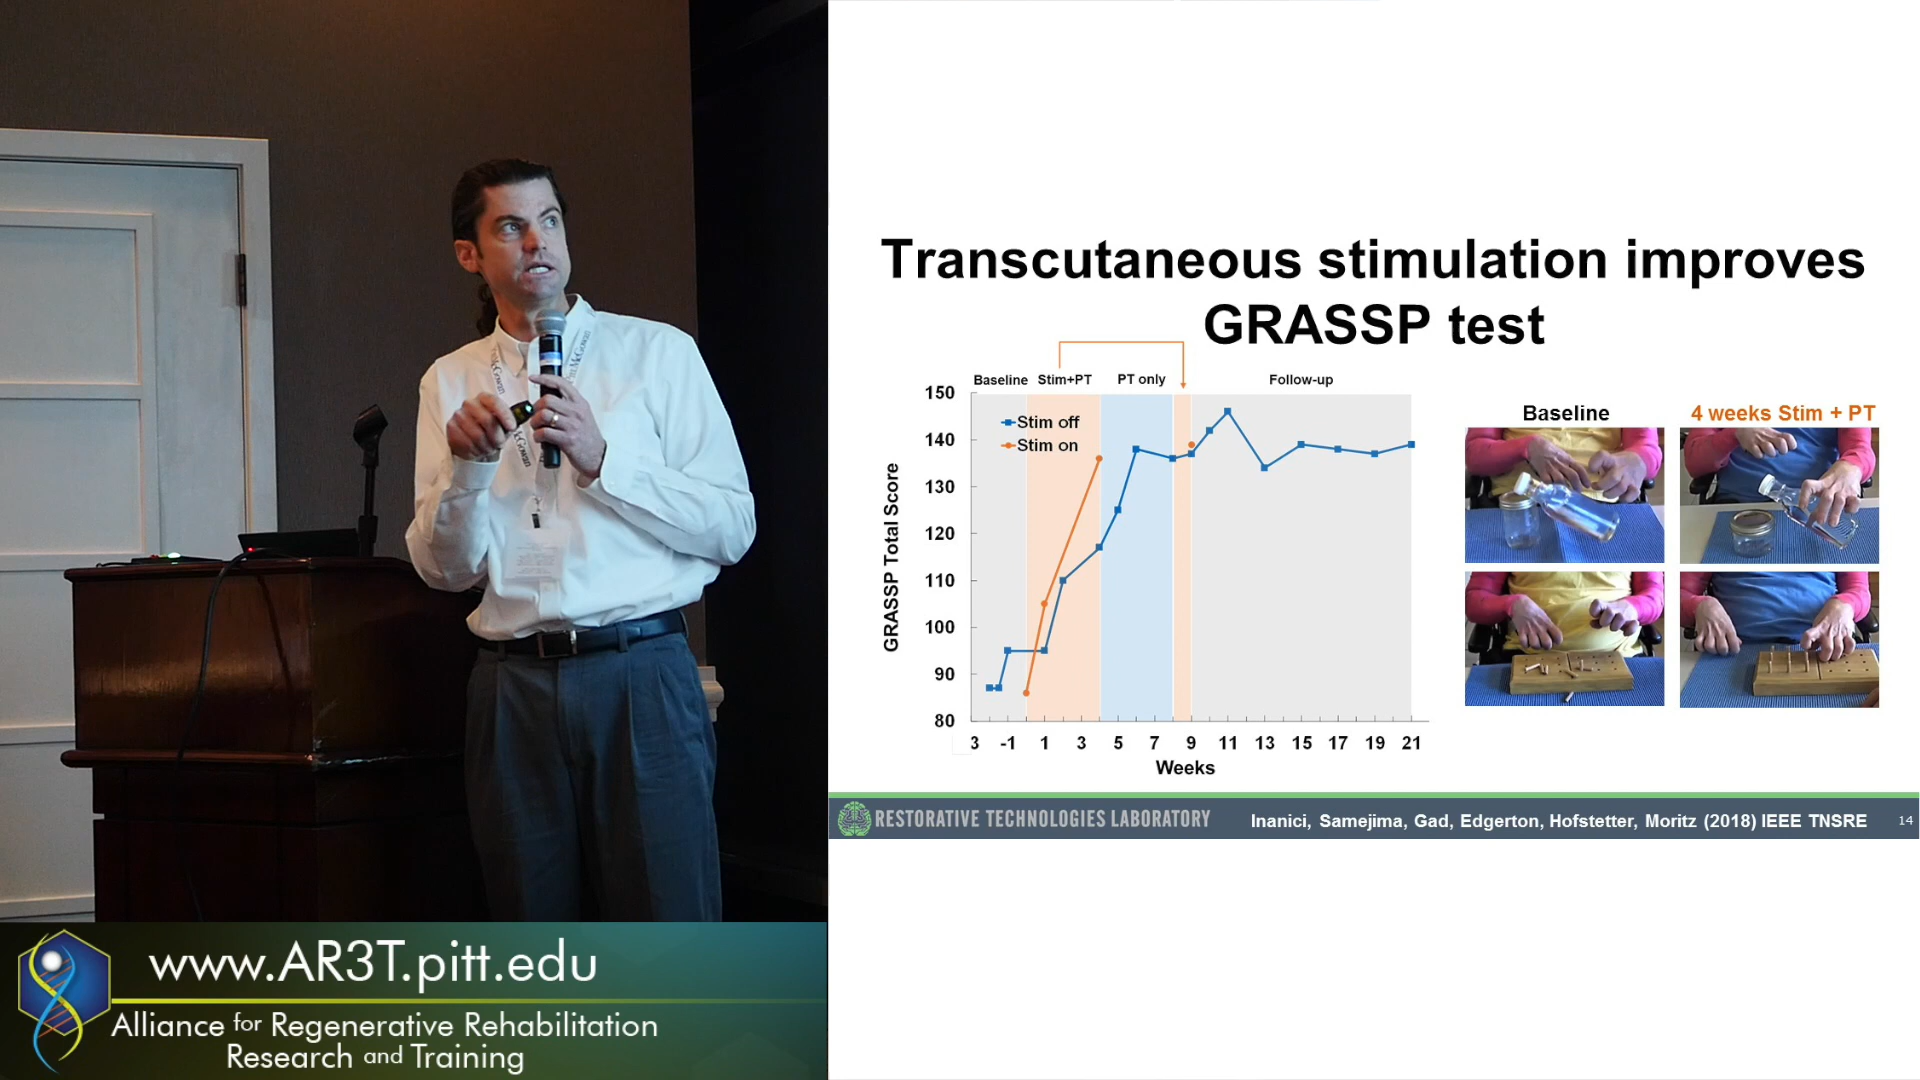 Transcutaneous stimulation improves
GRASSP test
Baseline Stim+PT PT only Follow-up
Stim off
Stim on
GRASSP Total Score
150
140
130
120
110
100
90
80
3 -1 1 3 5 7 9 11 13 15 17 19 21
Weeks
Baseline
4 weeks Stim + PT
RESTORATIVE TECHNOLOGIES LABORATORY
Inanici, Samejima, Gad, Edgerton, Hofstetter, Moritz (2018) IEEE TNSRE
14
McGowan
www.AR3T.pitt.edu
Alliance for Regenerative Rehabilitation
Research and Training